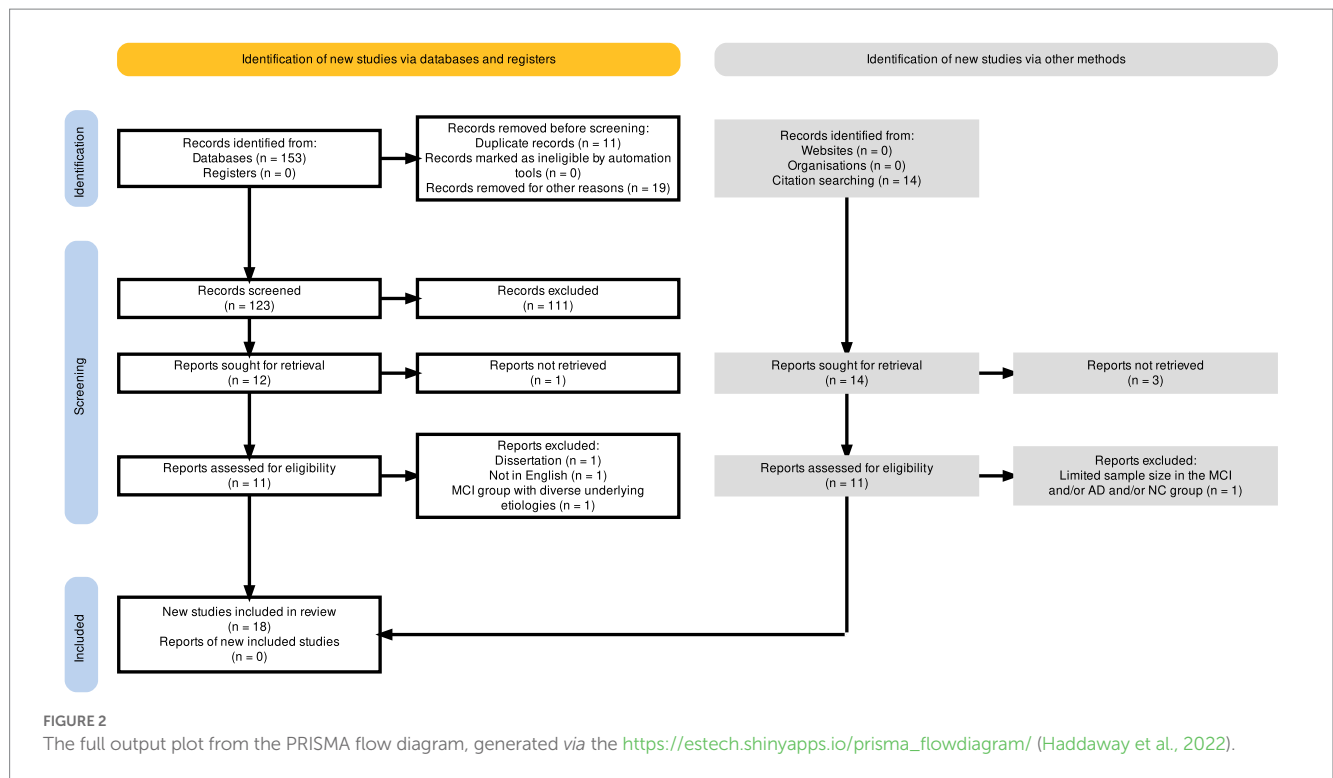 Identification of new studies via databases and registers
Identification of new studies via other methods
Identification
Records identified from:
Databases (n = 153)
Registers (n = 0)
Records removed before screening:
Duplicate records (n = 11)
Records marked as ineligible by automation
tools (n = 0)
Records removed for other reasons (n = 19)
Records identified from:
Websites (n = 0)
Organisations (n = 0)
Citation searching (n = 14)
Screening
Records screened
(n = 123)
Records excluded
(n = 111)
Reports sought for retrieval
(n = 12)
Reports not retrieved
(n = 1)
Reports sought for retrieval
(n = 14)
Reports not retrieved
(n = 3)
Reports assessed for eligibility
(n = 11)
Reports excluded:
Dissertation (n = 1)
Not in English (n = 1)
MCI group with diverse underlying
etiologies (n = 1)
Reports assessed for eligibility
(n = 11)
Reports excluded:
Limited sample size in the MCI
and/or AD and/or NC group (n = 1)
Included
New studies included in review
(n = 18)
Reports of new included studies
(n = 0)
FIGURE 2
The full output plot from the PRISMA flow diagram, generated via the https://estech.shinyapps.io/prisma_flowdiagram/ (Haddaway et al., 2022).